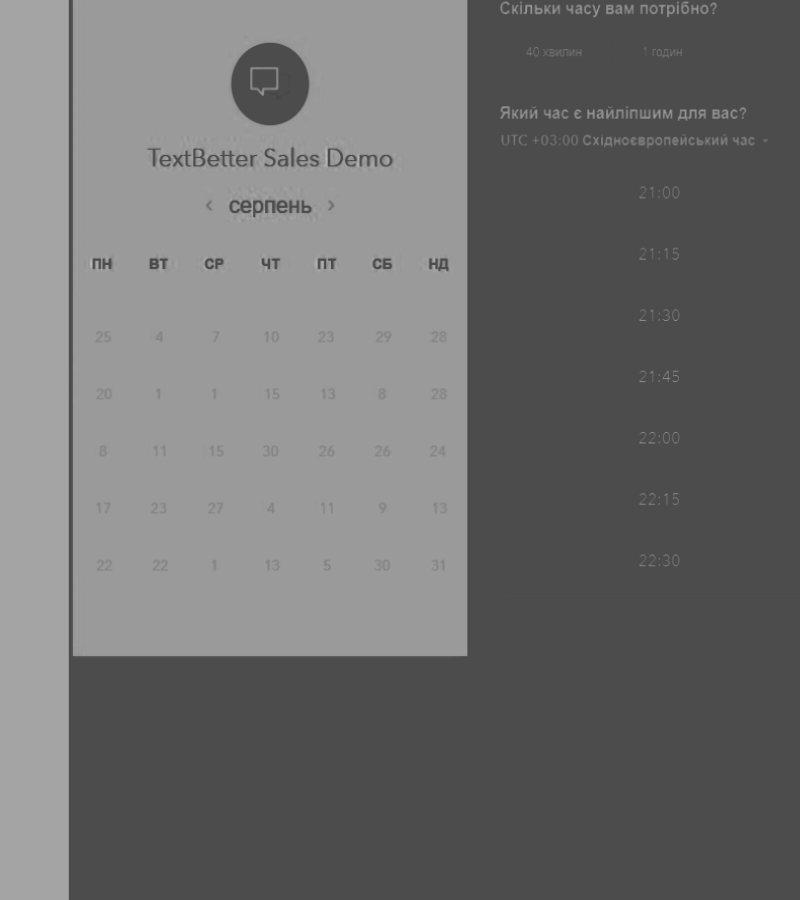 TextBetter Sales Demo
серпень
ПН ВТ СР ЧТ ПТ СБ НД
25 4 7 10 23 29 28
20 1 1 15 13 8 28
8 11 15 30 26 26 24
17 23 27 4 11 9 13
22 22 1 13 5 30 31
Скільки часу вам потрібно?
40 хвилин 1 годин
Який час є найліпшим для вас?
UTC +03:00 Східноєвропейський час
21:00
21:15
21:30
21:45
22:00
22:15
22:30